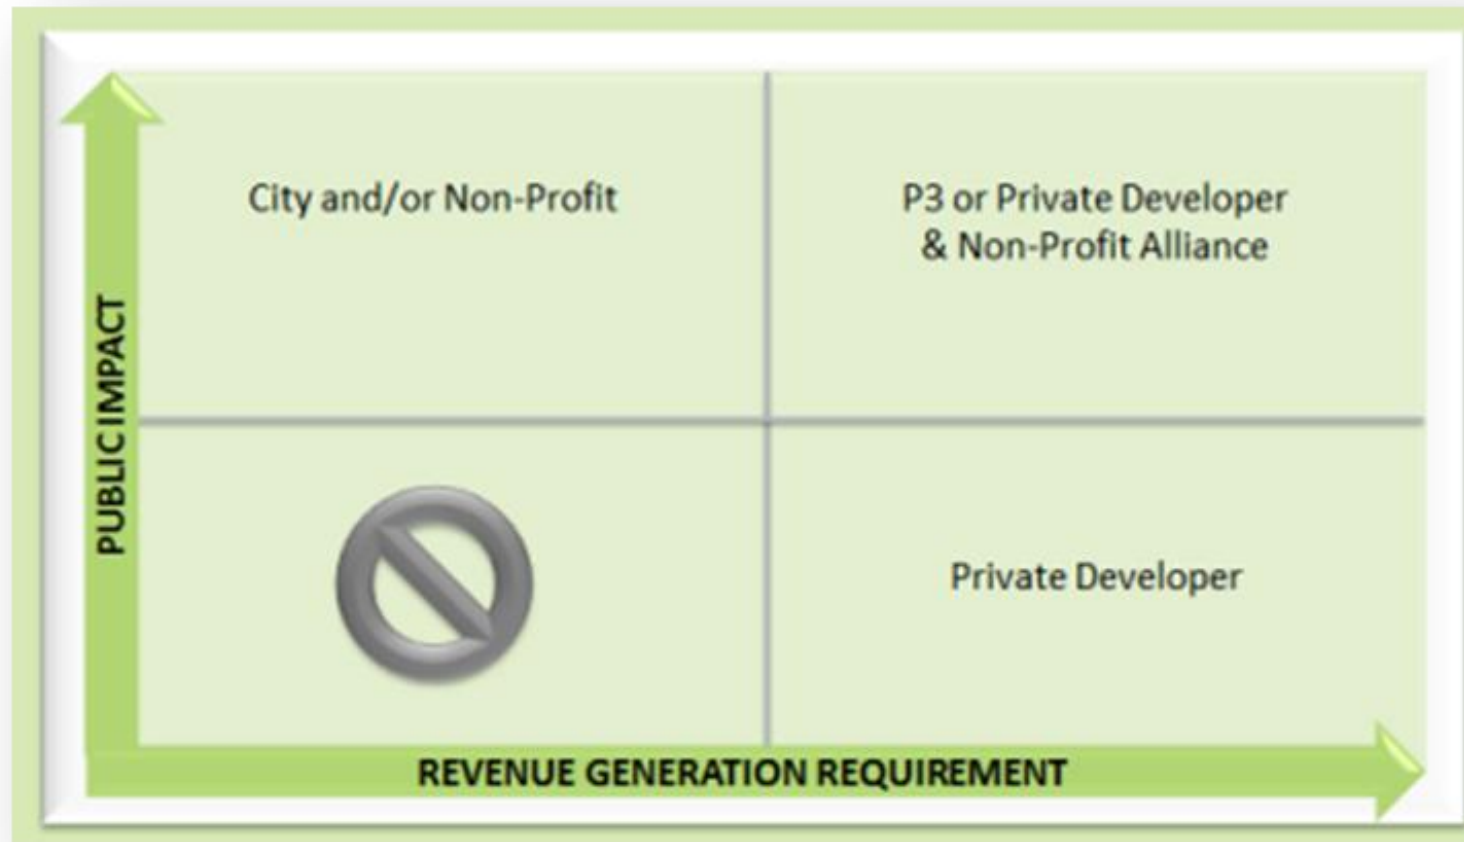 City and/or Non-Profit
P3 or Private Developer
& Non-Profit Alliance
PUBLIC IMPACT
Private Developer
REVENUE GENERATION REQUIREMENT